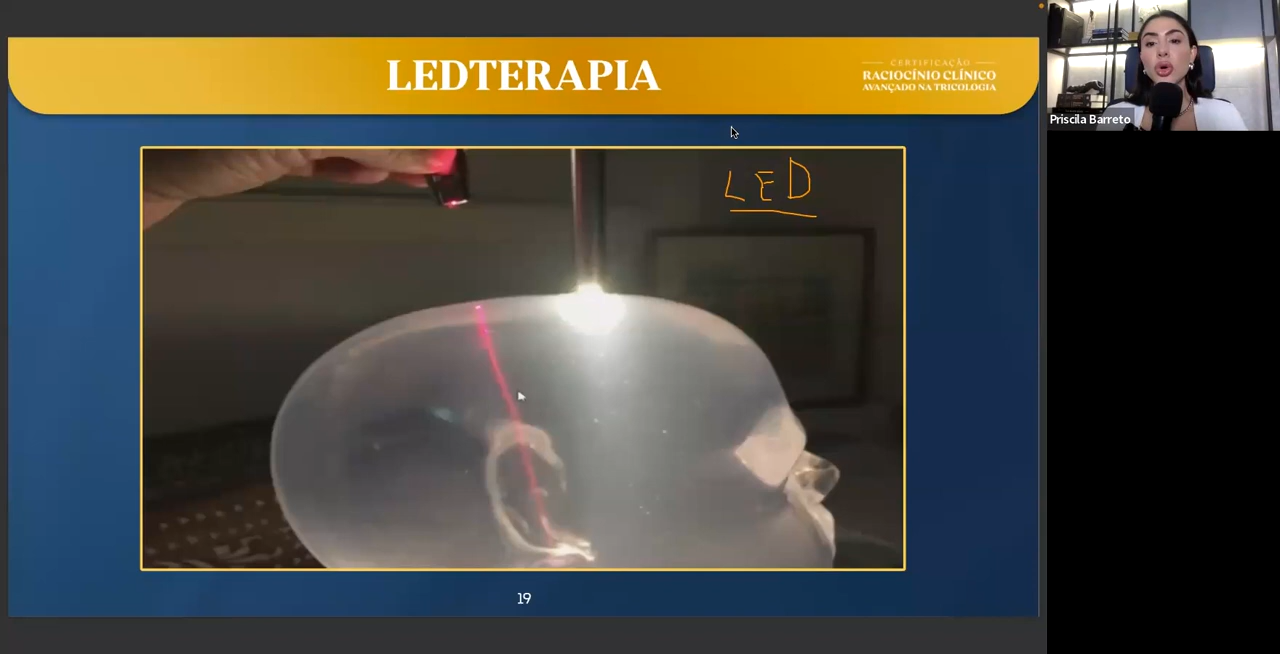 LEDTERAPIA
CERTIFICAÇÃO
RACIOCÍNIO CLÍNICO
AVANÇADO NA TRICOLOGIA
Priscila Barreto
LED
19